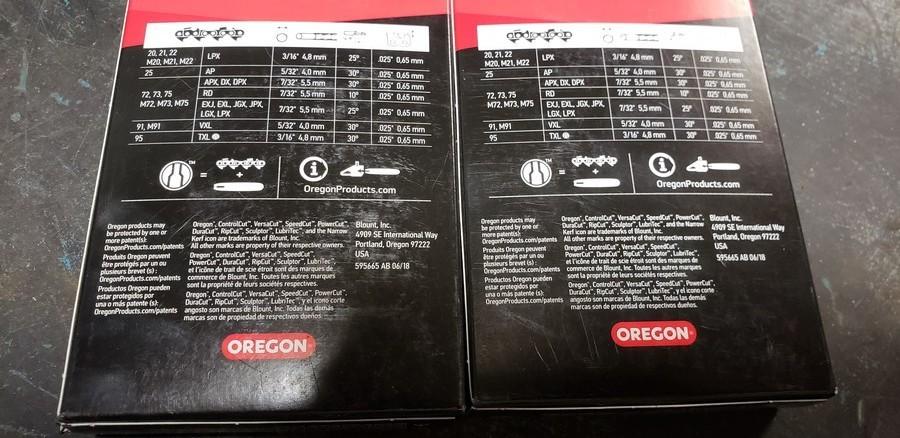 20, 21, 22
M20, M21, M22 LPX 3/16" 4,8 mm 25º .025" 0,65 mm
25 AP 5/32" 4,0 mm 30º .025" 0,65 mm
APX, DX, DPX 7/32" 5,5 mm 30º .025" 0,65 mm
72, 73, 75 RD 7/32" 5,5 mm 10º .025" 0,65 mm
M72, M73, M75 EXJ, EXL, JGX, JPX,
LGX, LPX 7/32" 5,5 mm 25º .025" 0,65 mm
91, M91 VXL 5/32" 4,0 mm 30º .025" 0,65 mm
95 TXL 3/16" 4,8 mm 30º .025" 0,65 mm
TM = +
OregonProducts.com
Oregon products may
be protected by one or
more patent(s):
OregonProducts.com/patents
Produits Oregon peuvent
être protégés par un ou
plusieurs brevet (s) :
OregonProducts.com/patents
Productos Oregon pueden
estar protegidos por
una o más patente (s):
OregonProducts.com/patents
Oregon®, ControlCut™, VersaCut™, SpeedCut™, PowerCut™,
DuraCut™, RipCut™, Sculptor™, LubriTec™, and the Narrow
Kerf icon are trademarks of Blount, Inc.
All other marks are property of their respective owners.
Oregon®, ControlCut™, VersaCut™, SpeedCut™,
PowerCut™, DuraCut™, RipCut™, Sculptor™, LubriTec™,
et l'icône de trait de scie étroit sont des marques de
commerce de Blount, Inc. Toutes les autres marques
sont la propriété de leurs sociétés respectives.
Oregon®, ControlCut™, VersaCut™, SpeedCut™, PowerCut™,
DuraCut™, RipCut™, Sculptor™, LubriTec™, y el icono corte
angosto son marcas de Blount, Inc. Todas las demás
marcas son de propiedad de respectivos dueños.
Blount, Inc.
4909 SE International Way
Portland, Oregon 97222
USA
595665 AB 06/18
OREGON®
20, 21, 22
M20, M21, M22 LPX 3/16" 4,8 mm 25º .025" 0,65 mm
25 AP 5/32" 4,0 mm 30º .025" 0,65 mm
APX, DX, DPX 7/32" 5,5 mm 30º .025" 0,65 mm
72, 73, 75 RD 7/32" 5,5 mm 10º .025" 0,65 mm
M72, M73, M75 EXJ, EXL, JGX, JPX,
LGX, LPX 7/32" 5,5 mm 25º .025" 0,65 mm
91, M91 VXL 5/32" 4,0 mm 30º .025" 0,65 mm
95 TXL 3/16" 4,8 mm 30º .025" 0,65 mm
TM = +
OregonProducts.com
Oregon products may
be protected by one or
more patent(s):
OregonProducts.com/patents
Produits Oregon peuvent
être protégés par un ou
plusieurs brevet (s) :
OregonProducts.com/patents
Productos Oregon pueden
estar protegidos por
una o más patente (s):
OregonProducts.com/patents
Oregon®, ControlCut™, VersaCut™, SpeedCut™, PowerCut™,
DuraCut™, RipCut™, Sculptor™, LubriTec™, and the Narrow
Kerf icon are trademarks of Blount, Inc.
All other marks are property of their respective owners.
Oregon®, ControlCut™, VersaCut™, SpeedCut™,
PowerCut™, DuraCut™, RipCut™, Sculptor™, LubriTec™,
et l'icône de trait de scie étroit sont des marques de
commerce de Blount, Inc. Toutes les autres marques
sont la propriété de leurs sociétés respectives.
Oregon®, ControlCut™, VersaCut™, SpeedCut™, PowerCut™,
DuraCut™, RipCut™, Sculptor™, LubriTec™, y el icono corte
angosto son marcas de Blount, Inc. Todas las demás
marcas son de propiedad de respectivos dueños.
Blount, Inc.
4909 SE International Way
Portland, Oregon 97222
USA
595665 AB 06/18
OREGON®